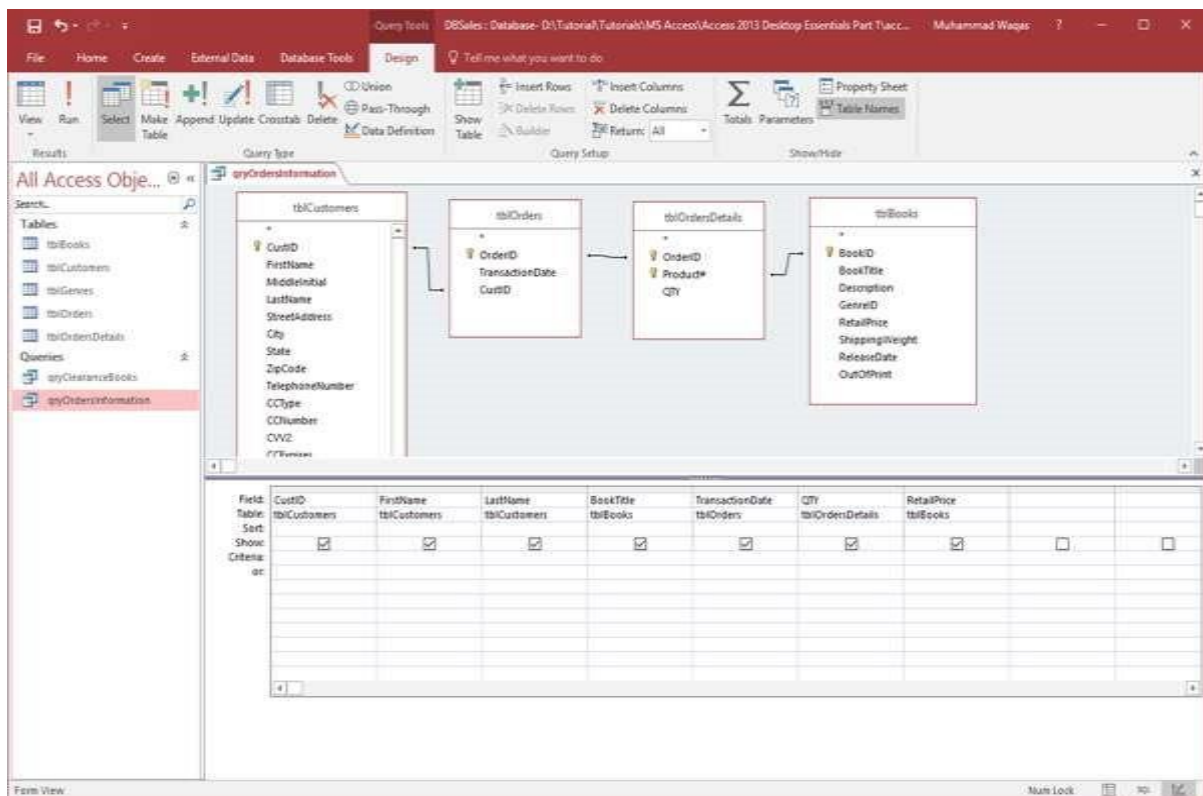 Query Tools DBSales : Database- D:\Tutorial\Tutorials\MS Access\Access 2013 Desktop Essentials Part 1\acc... Muhammad Waqas ?
File Home Create External Data Database Tools Design Tell me what you want to do
View Run Select Make Table Append Update Crosstab Delete
Union
Pass-Through
Data Definition
Show Table
Insert Rows
Delete Rows
Builder
Insert Columns
Delete Columns
Return: All
Totals Parameters
Property Sheet
Table Names
Results Query Type Query Setup Show/Hide
All Access Obje...
Search...
Tables
tblBooks
tblCustomers
tblGenres
tblOrders
tblOrdersDetails
Queries
qryClearanceBooks
qryOrdersInformation
qryOrdersInformation
tblCustomers
*
CustID
FirstName
MiddleInitial
LastName
StreetAddress
City
State
ZipCode
TelephoneNumber
CCType
CCNumber
CVV2
CCExpires
tblOrders
*
OrderID
TransactionDate
CustID
tblOrdersDetails
*
OrderID
Product#
QTY
tblBooks
*
BookID
BookTitle
Description
GenreID
RetailPrice
ShippingWeight
ReleaseDate
OutOfPrint
Field: CustID FirstName LastName BookTitle TransactionDate QTY RetailPrice
Table: tblCustomers tblCustomers tblCustomers tblBooks tblOrders tblOrdersDetails tblBooks
Sort:
Show:
Criteria:
or:
Form View Num Lock SQL